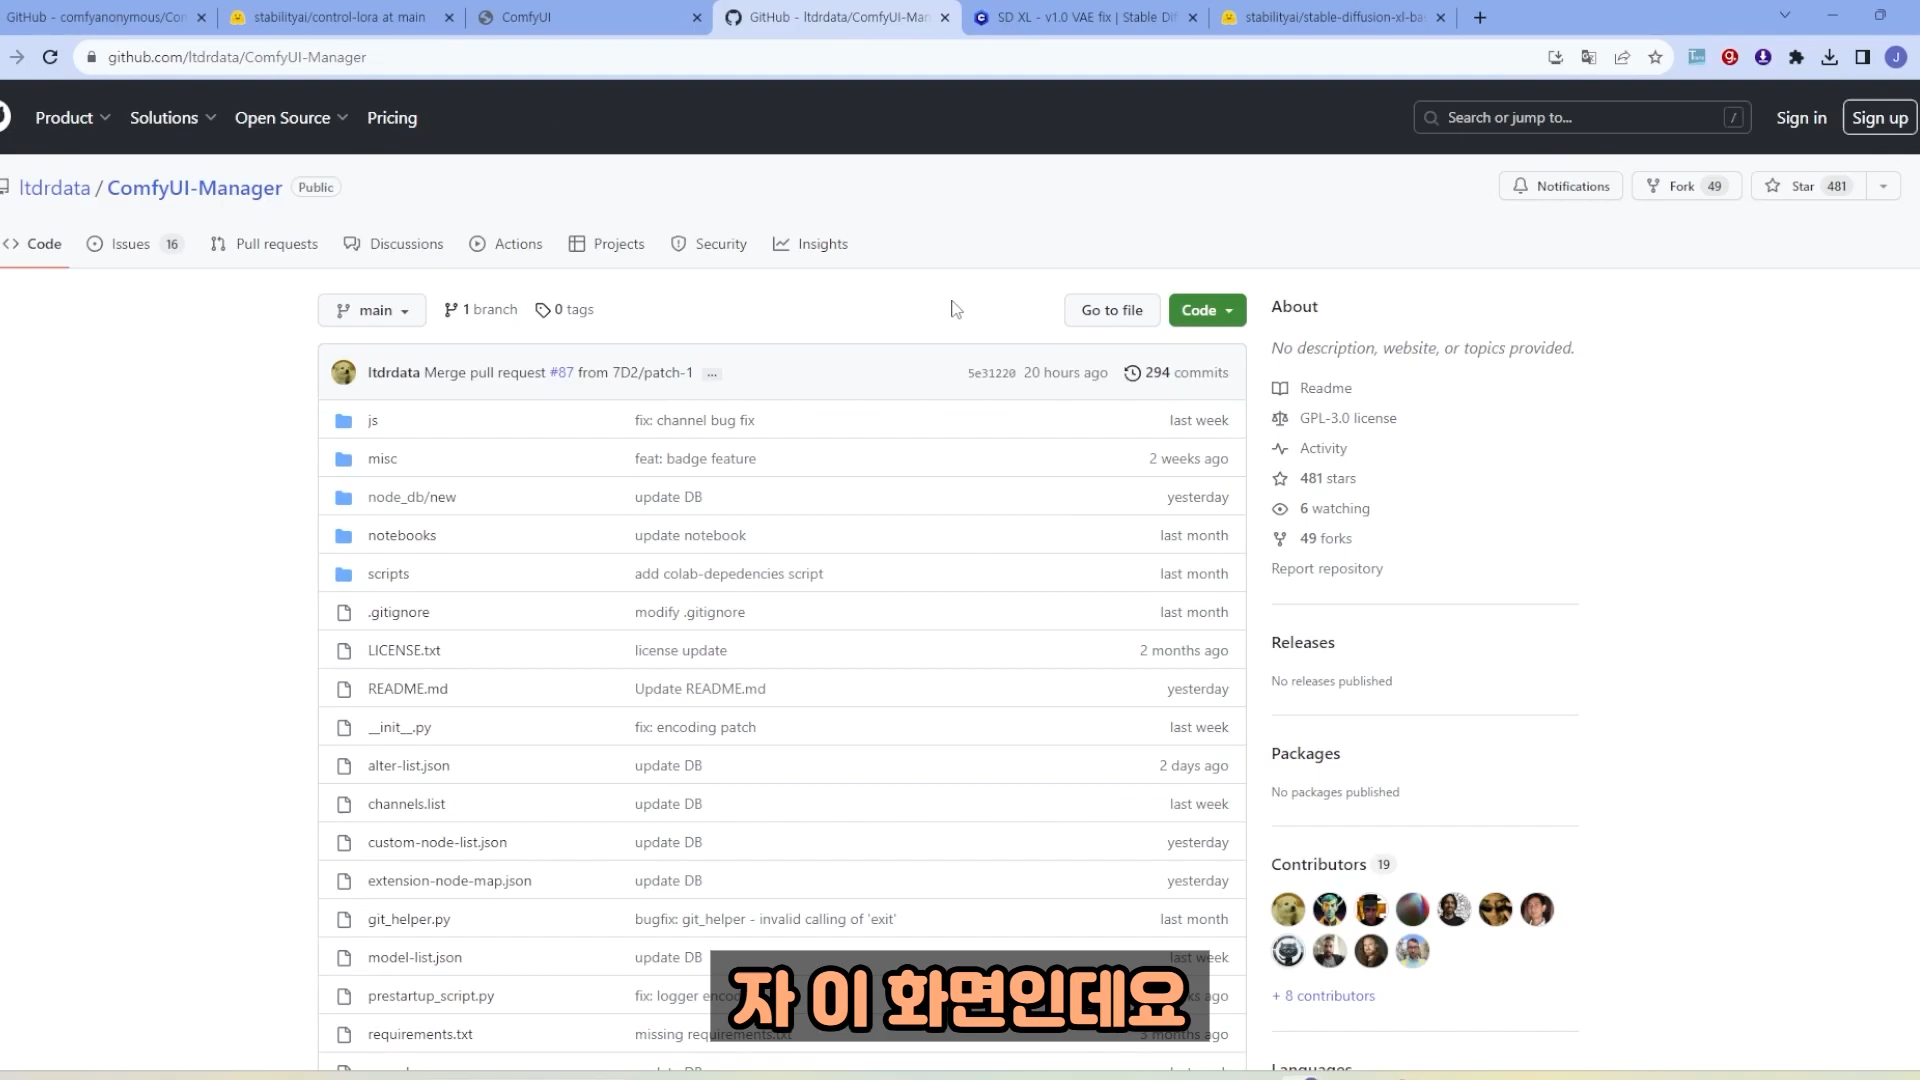 GitHub - comfyanonymous/Con
stabilityai/control-lora at main
ComfyUI
GitHub - ltdrdata/ComfyUI-Man
SD XL - v1.0 VAE fix | Stable Dif
stabilityai/stable-diffusion-xl-ba
github.com/ltdrdata/ComfyUI-Manager
J
Product
Solutions
Open Source
Pricing
Search or jump to...
/
Sign in
Sign up
ltdrdata / ComfyUI-Manager Public
Notifications
Fork 49
Star 481
Code
Issues 16
Pull requests
Discussions
Actions
Projects
Security
Insights
main
1 branch
0 tags
Go to file
Code
About
No description, website, or topics provided.
Readme
GPL-3.0 license
Activity
481 stars
6 watching
49 forks
Report repository
ltdrdata Merge pull request #87 from 7D2/patch-1 ... 5e31220 20 hours ago 294 commits
js fix: channel bug fix last week
misc feat: badge feature 2 weeks ago
node_db/new update DB yesterday
notebooks update notebook last month
scripts add colab-depedencies script last month
.gitignore modify .gitignore last month
LICENSE.txt license update 2 months ago
README.md Update README.md yesterday
__init__.py fix: encoding patch last week
alter-list.json update DB 2 days ago
channels.list update DB last week
custom-node-list.json update DB yesterday
extension-node-map.json update DB yesterday
git_helper.py bugfix: git_helper - invalid calling of 'exit' last month
model-list.json update DB last week
prestartup_script.py fix: logger ago
requirements.txt missing requirements.txt 3 months ago
Releases
No releases published
Packages
No packages published
Contributors 19
+ 8 contributors
Languages
자 이 화면인데요